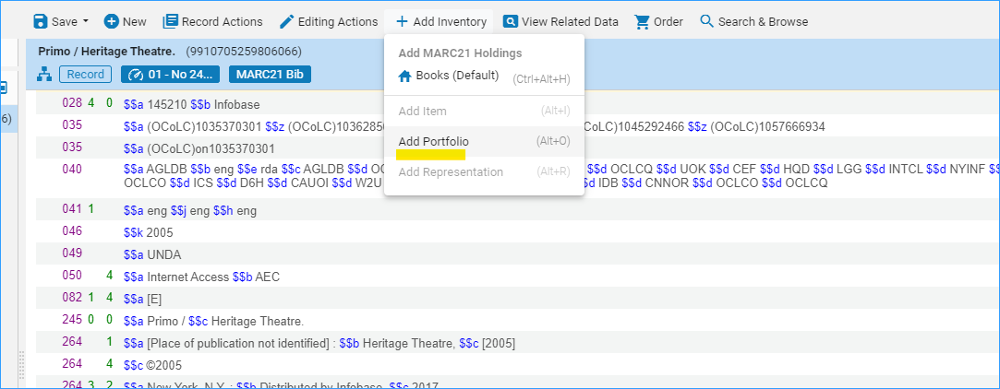 Save New Record Actions Editing Actions Add Inventory View Related Data Order Search & Browse
Primo / Heritage Theatre. (9910705259806066)
Record 01 - No 24... MARC21 Bib
Add MARC21 Holdings
Books (Default) (Ctrl+Alt+H)
Add Item (Alt+I)
Add Portfolio (Alt+O)
Add Representation (Alt+R)
6)
028 4 0 $$a 145210 $$b Infobase
035 $$a (OCoLC)1035370301 $$z (OCoLC)10362850 CoLC)1045292466 $$z (OCoLC)1057666934
035 $$a (OCoLC)on1035370301
040 $$a AGLDB $$b eng $$e rda $$c AGLDB $$d OC $$d OCLCQ $$d UOK $$d CEF $$d HQD $$d LGG $$d INTCL $$d NYINF $$
OCLCO $$d ICS $$d D6H $$d CAUOI $$d W2U $d IDB $$d CNNOR $$d OCLCO $$d OCLCQ
041 1 $$a eng $$j eng $$h eng
046 $$k 2005
049 $$a UNDA
050 4 $$a Internet Access $$b AEC
082 1 4 $$a [E]
245 0 0 $$a Primo / $$c Heritage Theatre.
264 1 $$a [Place of publication not identified] : $$b Heritage Theatre, $$c [2005]
264 4 $$c ©2005
264 3 2 $$a New York, N.Y. : $$b Distributed by Infobase, $$c 2017.